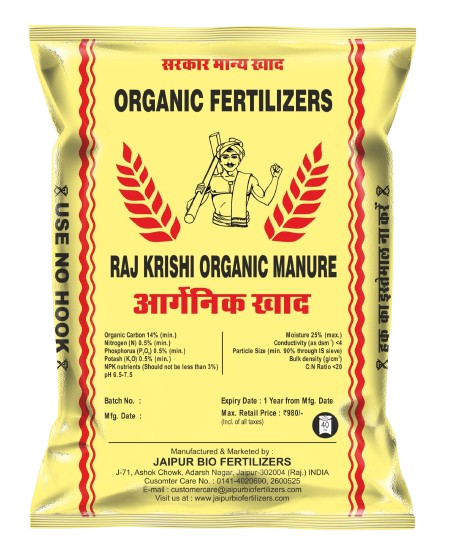 सरकार मान्य खाद
ORGANIC FERTILIZERS
RAJ KRISHI ORGANIC MANURE
आर्गेनिक खाद
USE NO HOOK
हुक का इस्तेमाल ना करें
Organic Carbon 14% (min.)
Nitrogen (N) 0.5% (min.)
Phosphorus (P₂O₅) 0.5% (min.)
Potash (K₂O) 0.5% (min.)
NPK nutrients (Should not be less than 3%)
pH 6.5-7.5
Moisture 25% (max.)
Conductivity (as dsm⁻¹) <4
Particle Size (min. 90% through IS sieve)
Bulk density (g/cm³)
C:N Ratio <20
Batch No. :
Mfg. Date :
Expiry Date : 1 Year from Mfg. Date
Max. Retail Price : ₹980/-
(Incl. of all taxes)
40
Manufactured & Marketed by :
JAIPUR BIO FERTILIZERS
J-71, Ashok Chowk, Adarsh Nagar, Jaipur-302004 (Raj.) INDIA
Cusomter Care No. : 0141-4020690, 2600525
E-mail : customercare@jaipurbiofertilizers.com
Visit us at : www.jaipurbiofertilizers.com